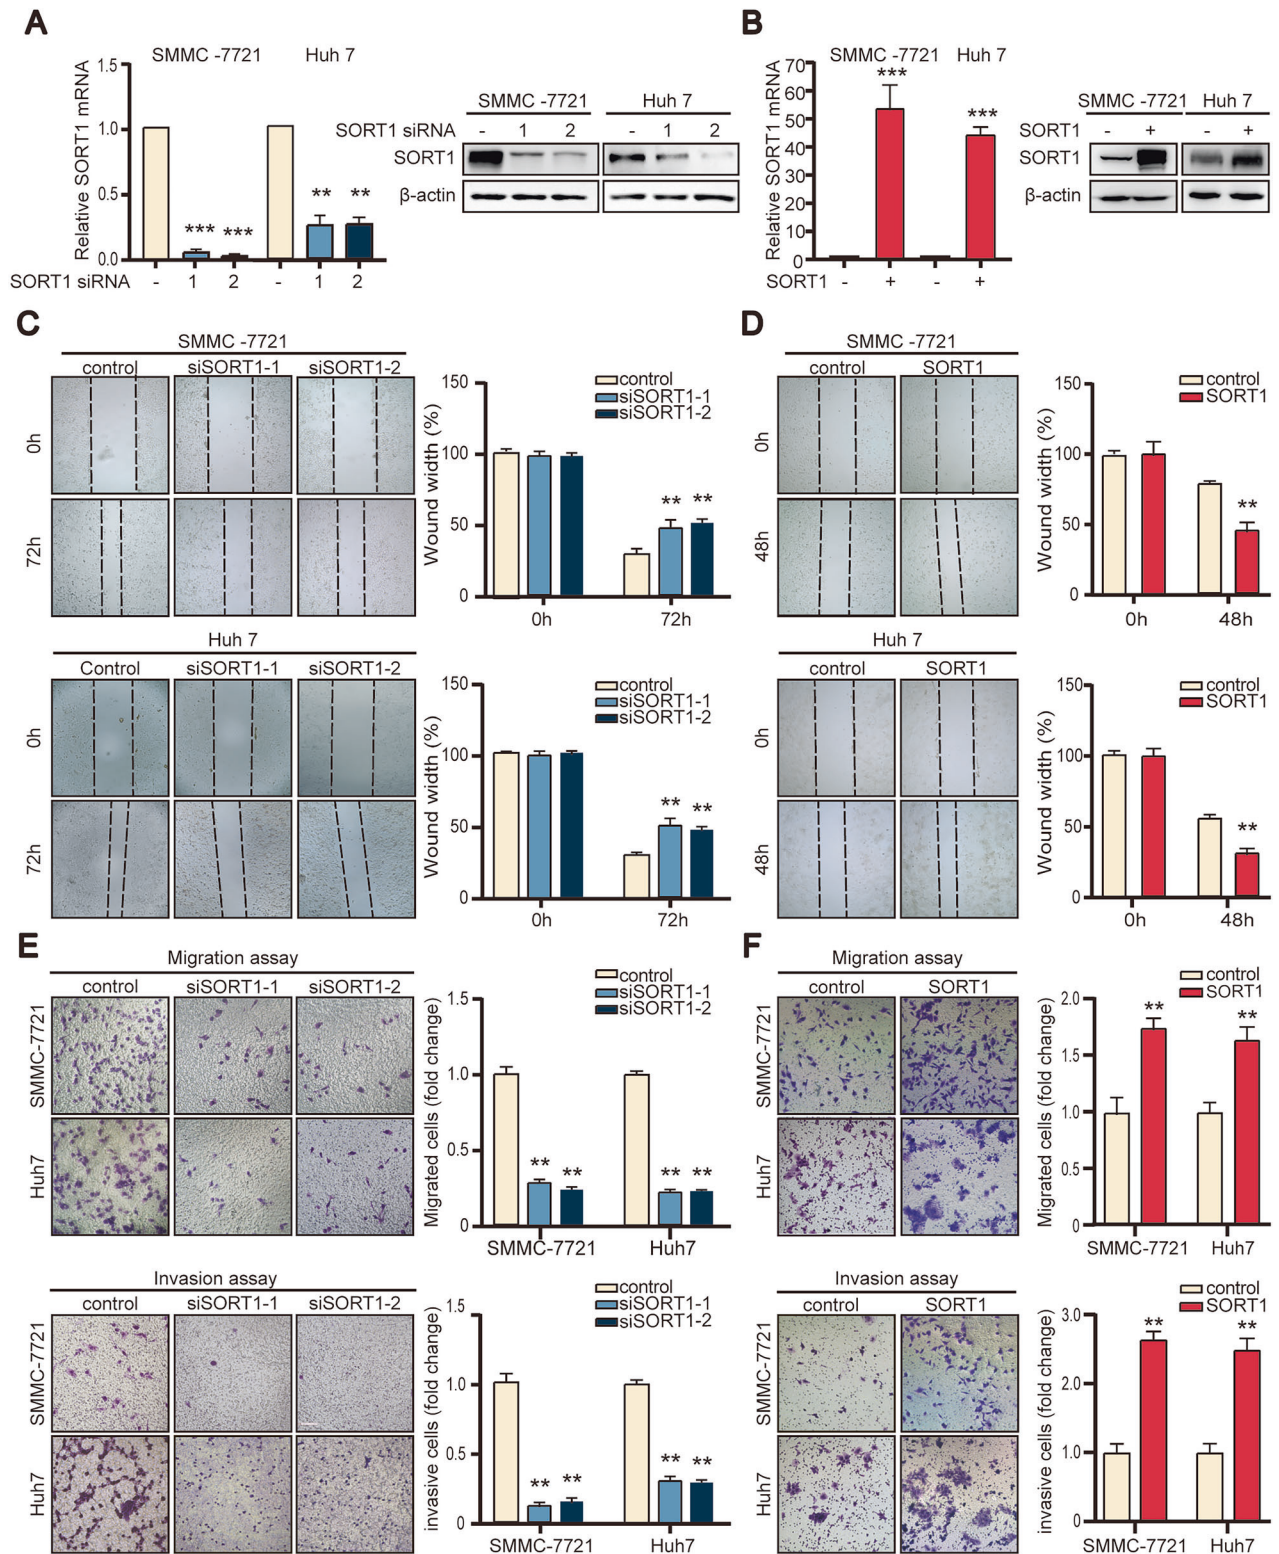 A
SMMC -7721 Huh 7
Relative SORT1 mRNA
1.5
1.0
0.5
0.0
*** *** ** **
SORT1 siRNA - 1 2 - 1 2
SMMC -7721 Huh 7
SORT1 siRNA - 1 2 - 1 2
SORT1
β-actin
B
SMMC -7721 Huh 7
Relative SORT1 mRNA
70
60
50
40
30
20
10
0
*** ***
SORT1 - + - +
SMMC -7721 Huh 7
SORT1 - + - +
SORT1
β-actin
C
SMMC -7721
control siSORT1-1 siSORT1-2
0h
72h
Wound width (%)
150
100
50
0
control
siSORT1-1
siSORT1-2
** **
0h 72h
Huh 7
Control siSORT1-1 siSORT1-2
0h
72h
Wound width (%)
150
100
50
0
control
siSORT1-1
siSORT1-2
** **
0h 72h
D
SMMC -7721
control SORT1
0h
48h
Wound width (%)
150
100
50
0
control
SORT1
**
0h 48h
Huh 7
control SORT1
0h
48h
Wound width (%)
150
100
50
0
control
SORT1
**
0h 48h
E
Migration assay
control siSORT1-1 siSORT1-2
SMMC-7721
Huh7
Migrated cells (fold change)
1.5
1.0
0.5
0
control
siSORT1-1
siSORT1-2
** ** ** **
SMMC-7721 Huh7
Invasion assay
control siSORT1-1 siSORT1-2
SMMC-7721
Huh7
invasive cells (fold change)
1.5
1.0
0.5
0
control
siSORT1-1
siSORT1-2
** ** ** **
SMMC-7721 Huh7
F
Migration assay
control SORT1
SMMC-7721
Huh7
Migrated cells (fold change)
2.0
1.5
1.0
0.5
0
control
SORT1
** **
SMMC-7721 Huh7
Invasion assay
control SORT1
SMMC-7721
Huh7
invasive cells (fold change)
3.0
2.0
1.0
0
control
SORT1
** **
SMMC-7721 Huh7